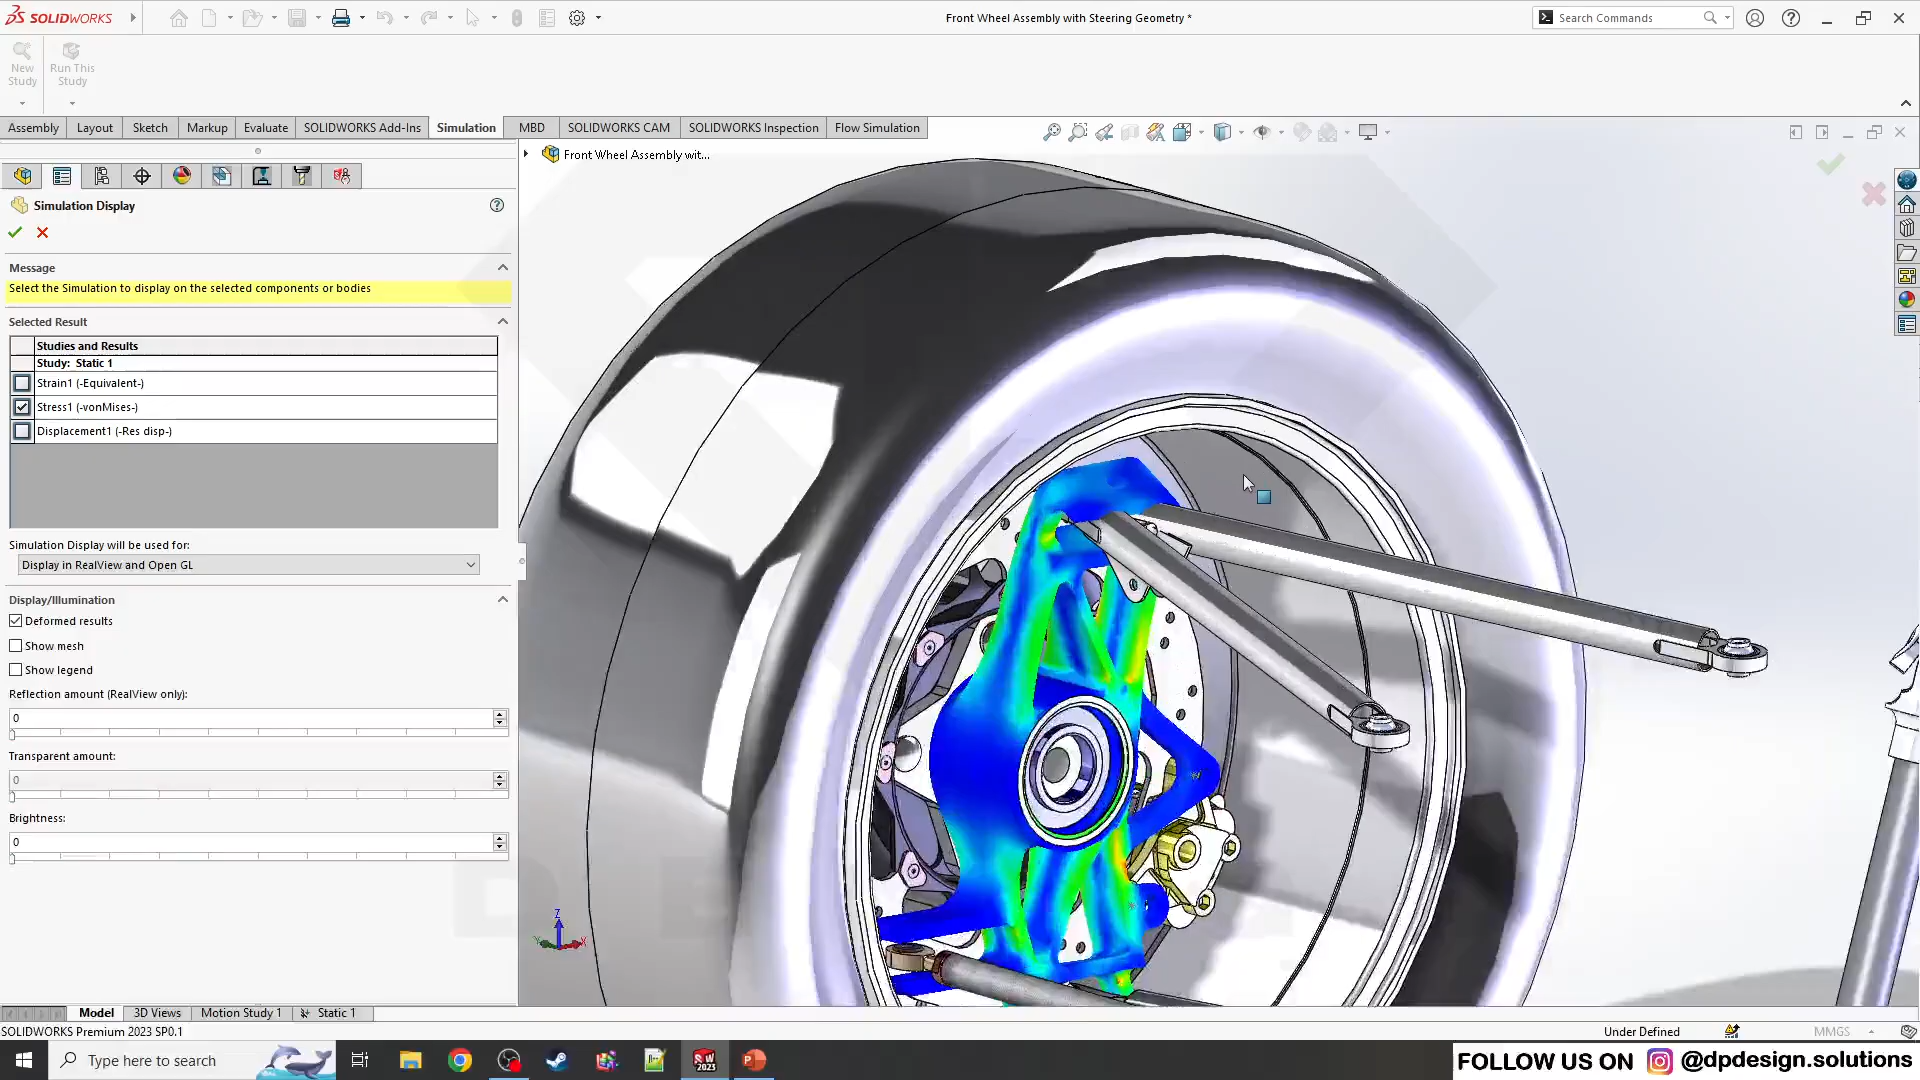 SOLIDWORKS
Front Wheel Assembly with Steering Geometry *
Search Commands
New
Study
Run This
Study
Assembly
Layout
Sketch
Markup
Evaluate
SOLIDWORKS Add-Ins
Simulation
MBD
SOLIDWORKS CAM
SOLIDWORKS Inspection
Flow Simulation
Front Wheel Assembly wit...
Simulation Display
Message
Select the Simulation to display on the selected components or bodies
Selected Result
Studies and Results
Study: Static 1
Strain1 (-Equivalent-)
Stress1 (-vonMises-)
Displacement1 (-Res disp-)
Simulation Display will be used for:
Display in RealView and Open GL
Display/Illumination
Deformed results
Show mesh
Show legend
Reflection amount (RealView only):
0
Transparent amount:
0
Brightness:
0
Z
X
Model
3D Views
Motion Study 1
Static 1
SOLIDWORKS Premium 2023 SP0.1
Under Defined
MMGS
Type here to search
FOLLOW US ON @dpdesign.solutions